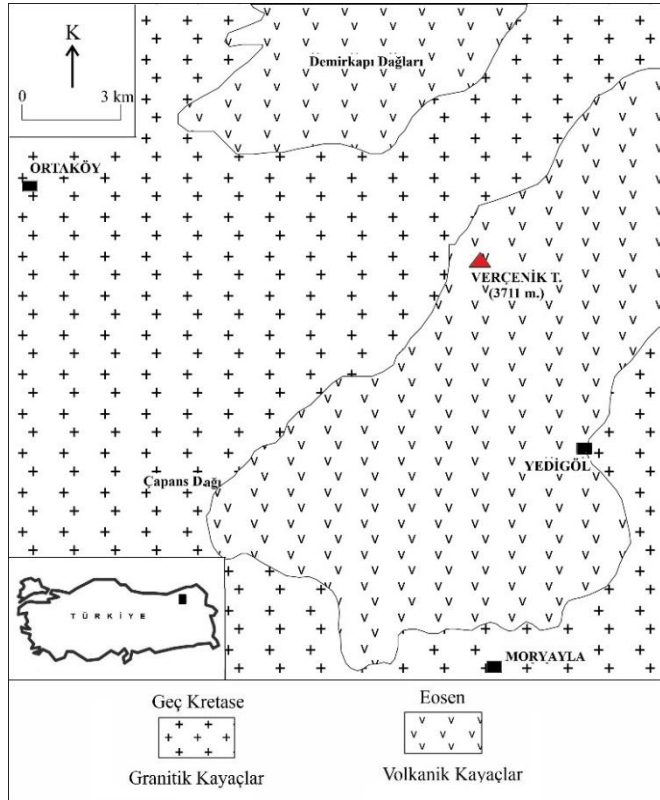 K
0 3 km
Demirkapı Dağları
ORTAKÖY
VERÇENİK T.
(3711 m.)
YEDİGÖL
Çapans Dağı
TÜRKİYE
MORYAYLA
Geç Kretase
Granitik Kayaçlar
Eosen
Volkanik Kayaçlar